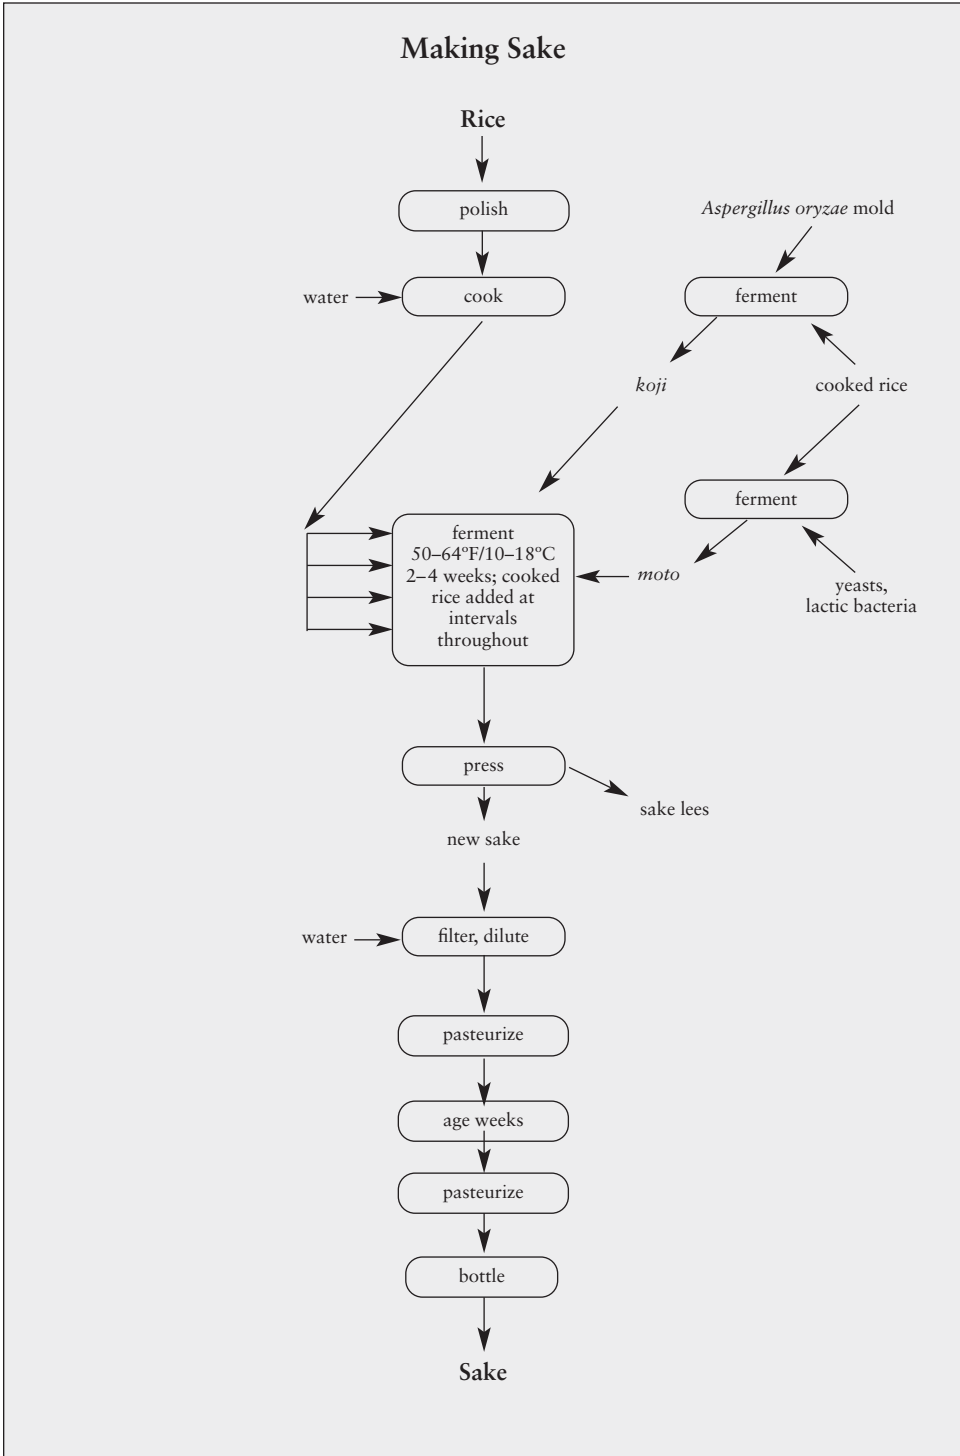 Making Sake
Rice
polish
Aspergillus oryzae mold
water
cook
ferment
koji
cooked rice
ferment
ferment
50–64ºF/10–18ºC
2–4 weeks; cooked
rice added at
intervals
throughout
moto
yeasts,
lactic bacteria
press
sake lees
new sake
water
filter, dilute
pasteurize
age weeks
pasteurize
bottle
Sake